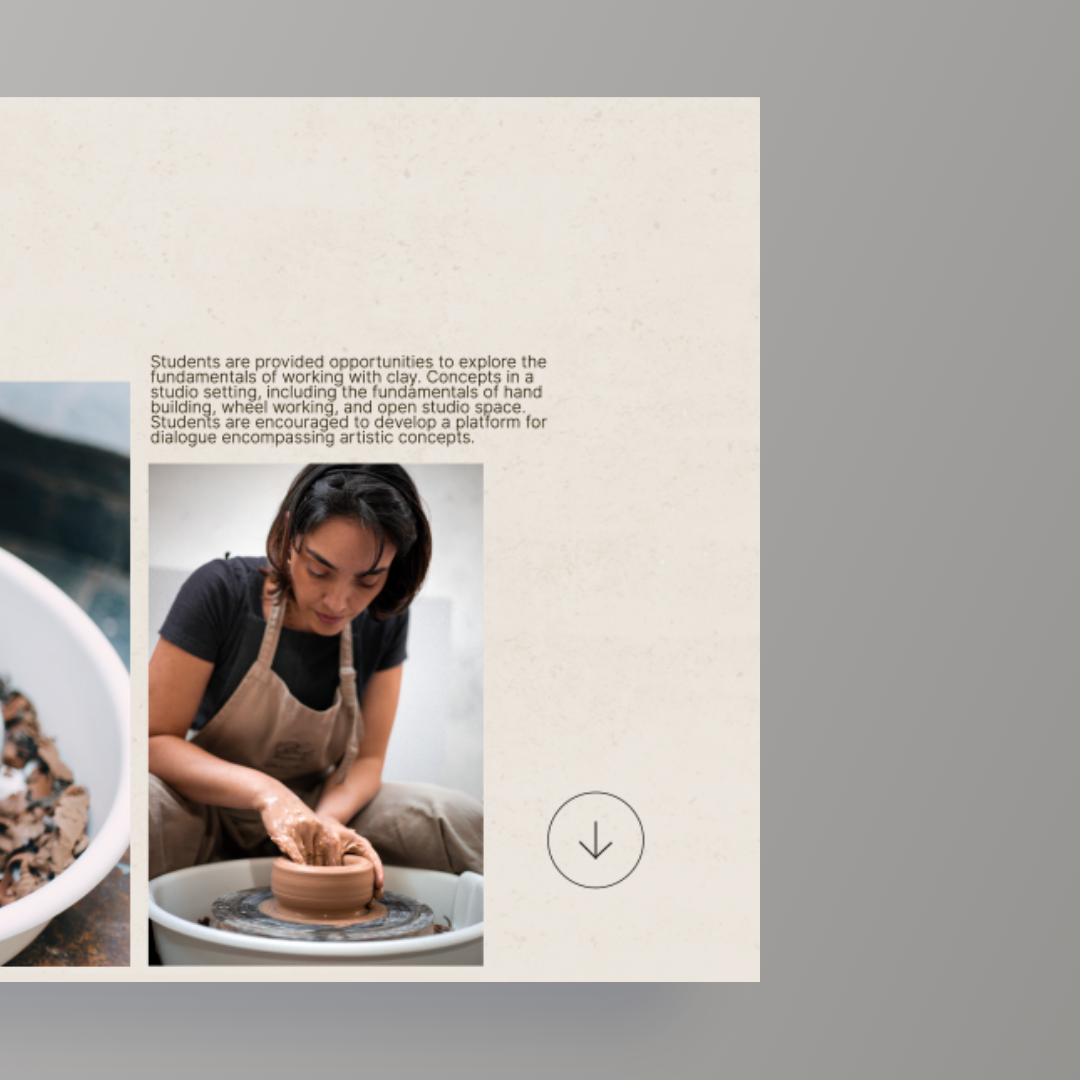 Students are provided opportunities to explore the
fundamentals of working with clay. Concepts in a
studio setting, including the fundamentals of hand
building, wheel working, and open studio space.
Students are encouraged to develop a platform for
dialogue encompassing artistic concepts.